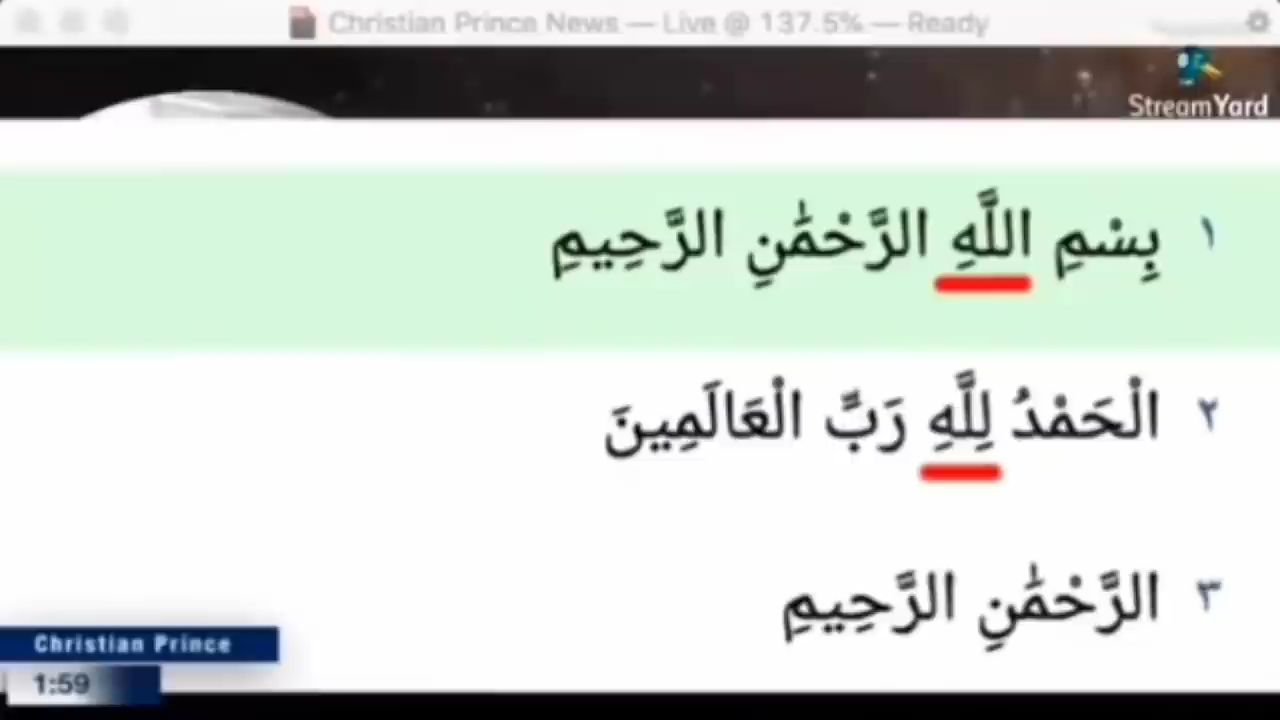 Christian Prince News — Live @ 137.5% — Ready
StreamYard
١ بِسْمِ اللَّهِ الرَّحْمَٰنِ الرَّحِيمِ
٢ الْحَمْدُ لِلَّهِ رَبِّ الْعَالَمِينَ
٣ الرَّحْمَٰنِ الرَّحِيمِ
Christian Prince
1:59